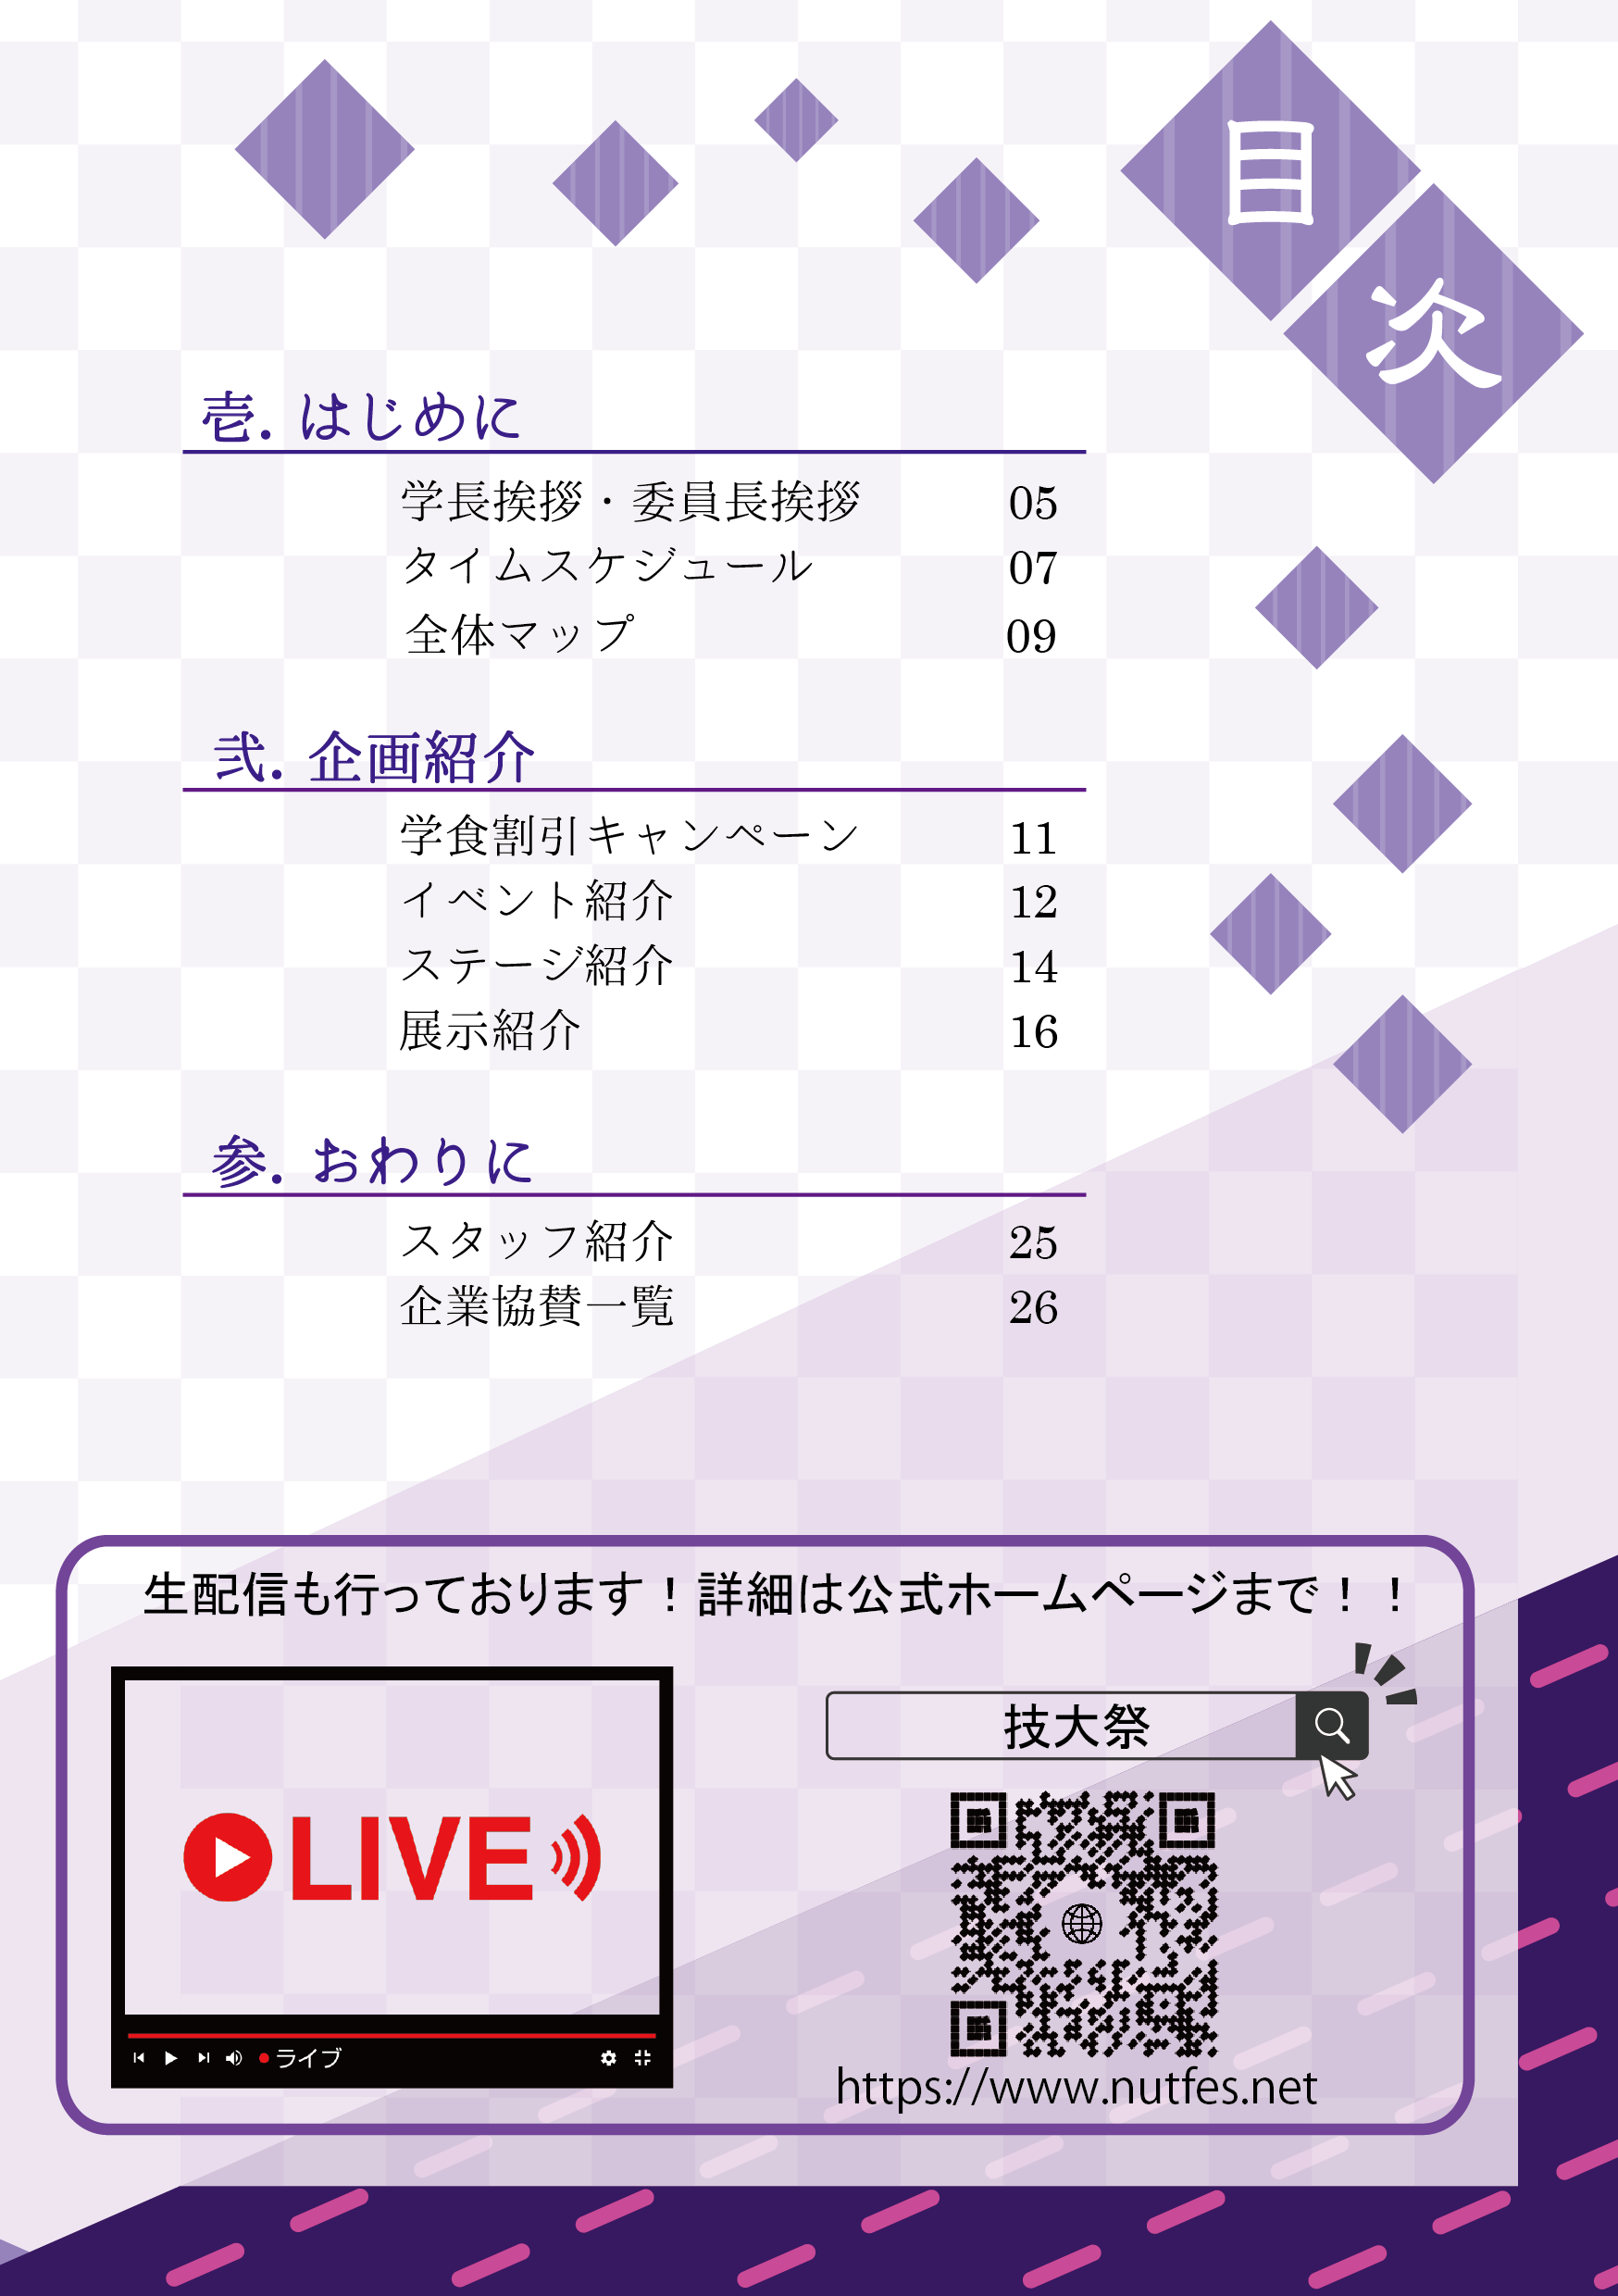 目次
壱. はじめに
学長挨拶・委員長挨拶 05
タイムスケジュール 07
全体マップ 09
弐. 企画紹介
学食割引キャンペーン 11
イベント紹介 12
ステージ紹介 14
展示紹介 16
参. おわりに
スタッフ紹介 25
企業協賛一覧 26
生配信も行っております！詳細は公式ホームページまで！！
LIVE
ライブ
技大祭
https://www.nutfes.net